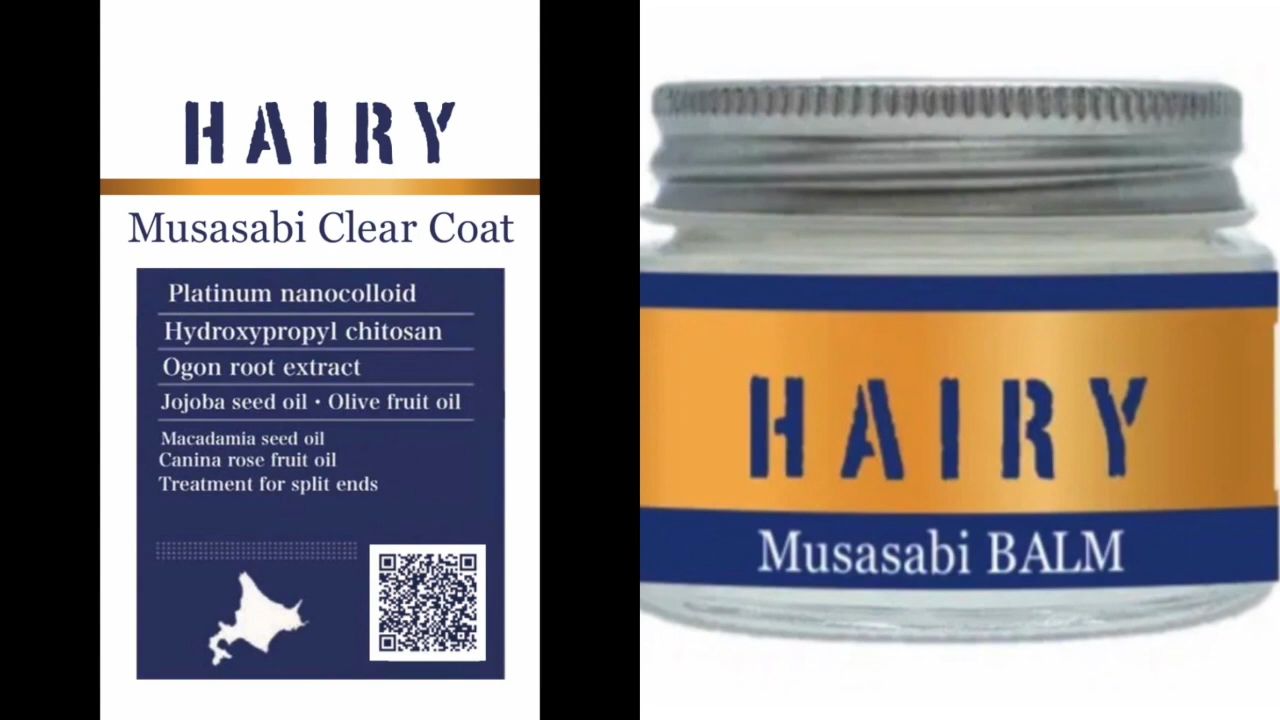 HAIRY
Musasabi Clear Coat
Platinum nanocolloid
Hydroxypropyl chitosan
Ogon root extract
Jojoba seed oil・Olive fruit oil
Macadamia seed oil
Canina rose fruit oil
Treatment for split ends
HAIRY
Musasabi BALM